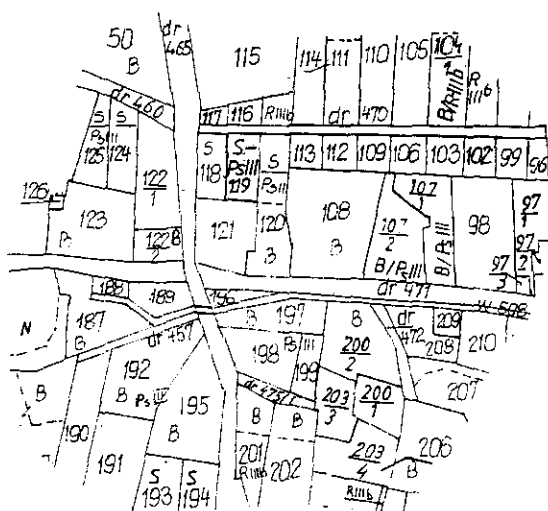 50
B
dr
465
115
114
111
110
105
104
1
B/RIIIb
R
IIIb
dr 460
117
116
RIIIb
dr
470
S
PsIII
125
S
124
122
1
S
118
S-
PsIII
119
S
PsIII
113
112
109
106
103
102
99
96
126
123
Ps
122
2
B
121
120
B
108
B
107
1
107
2
B/PsIII
B/PsIII
98
97
1
97
2
97
3
dr 471
W 598
188
189
196
N
187
B
dr 457
197
B
dr
472
209
208
210
192
B
198
PsIII
199
200
2
207
B
PsIV
195
B
dr 475/1
203
3
200
1
B
B
190
191
S
193
S
194
201
RIIIb
202
203
4
206
B
RIIIb